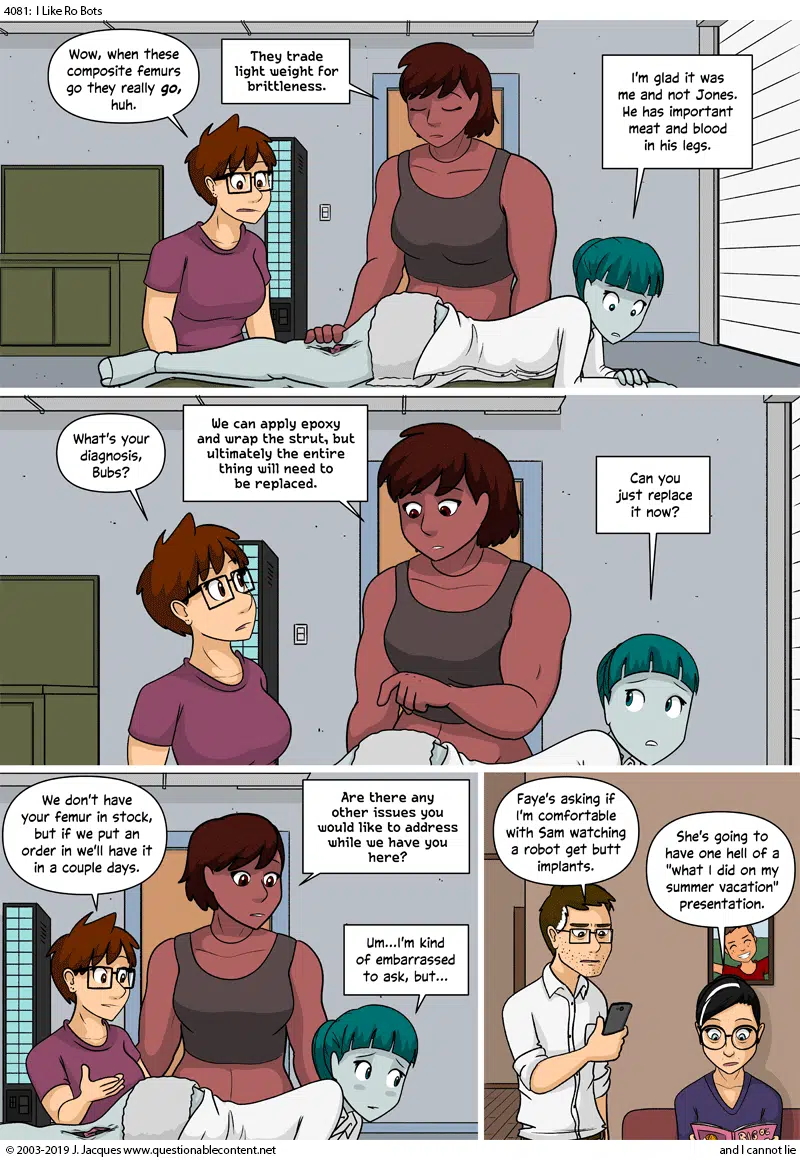 4081: I Like Ro Bots
Wow, when these
composite femurs
go they really go,
huh.
They trade
light weight for
brittleness.
I'm glad it was
me and not Jones.
He has important
meat and blood
in his legs.
What's your
diagnosis,
Bubs?
We can apply epoxy
and wrap the strut, but
ultimately the entire
thing will need to
be replaced.
Can you
just replace
it now?
We don't have
your femur in stock,
but if we put an
order in we'll have it
in a couple days.
Are there any
other issues you
would like to address
while we have you
here?
Um...I'm kind
of embarrassed
to ask, but...
Faye's asking if
I'm comfortable
with Sam watching
a robot get butt
implants.
She's going to
have one hell of a
"what I did on my
summer vacation"
presentation.
© 2003-2019 J. Jacques www.questionablecontent.net
and I cannot lie